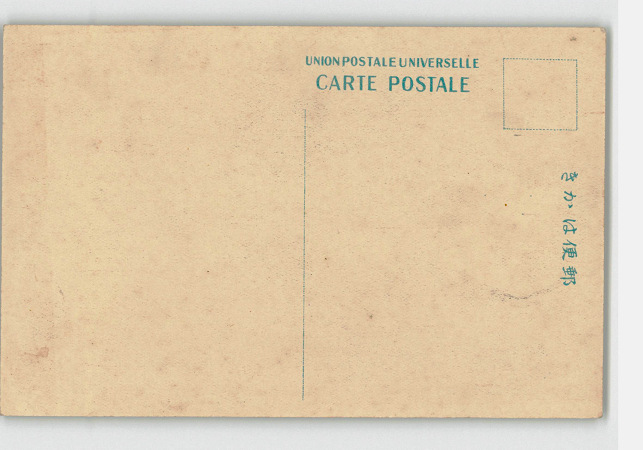 UNION POSTALE UNIVERSELLE
CARTE POSTALE
きかは便郵